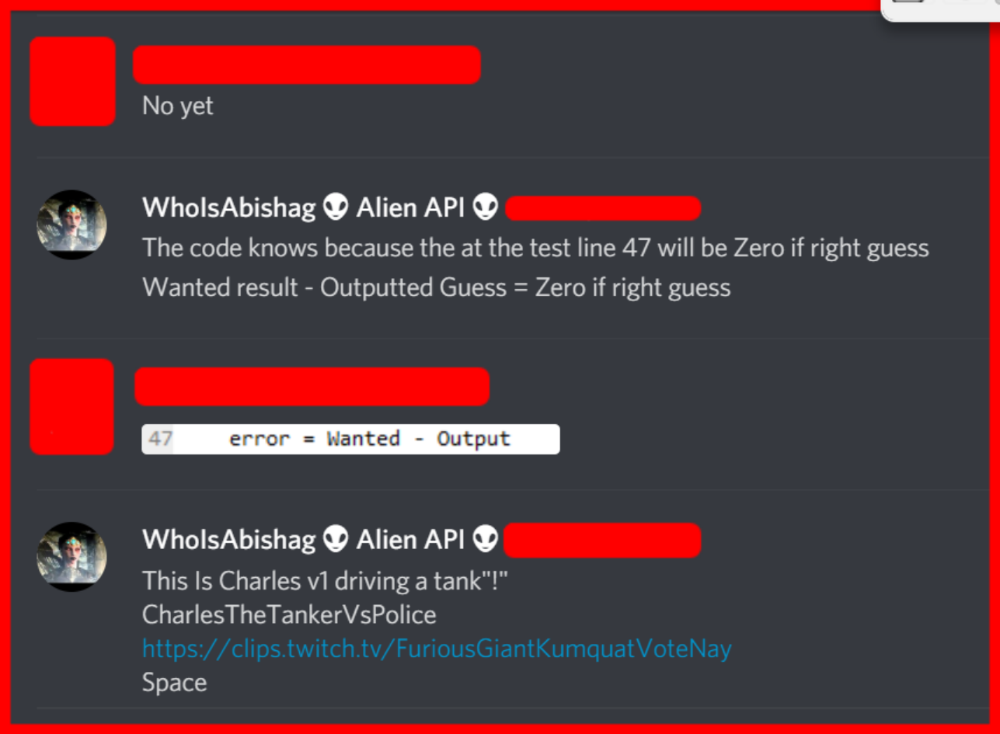 No yet
WhoIsAbishag 👽 Alien API 👽
The code knows because the at the test line 47 will be Zero if right guess
Wanted result - Outputted Guess = Zero if right guess
47 error = Wanted - Output
WhoIsAbishag 👽 Alien API 👽
This Is Charles v1 driving a tank"!"
CharlesTheTankerVsPolice
https://clips.twitch.tv/FuriousGiantKumquatVoteNay
Space